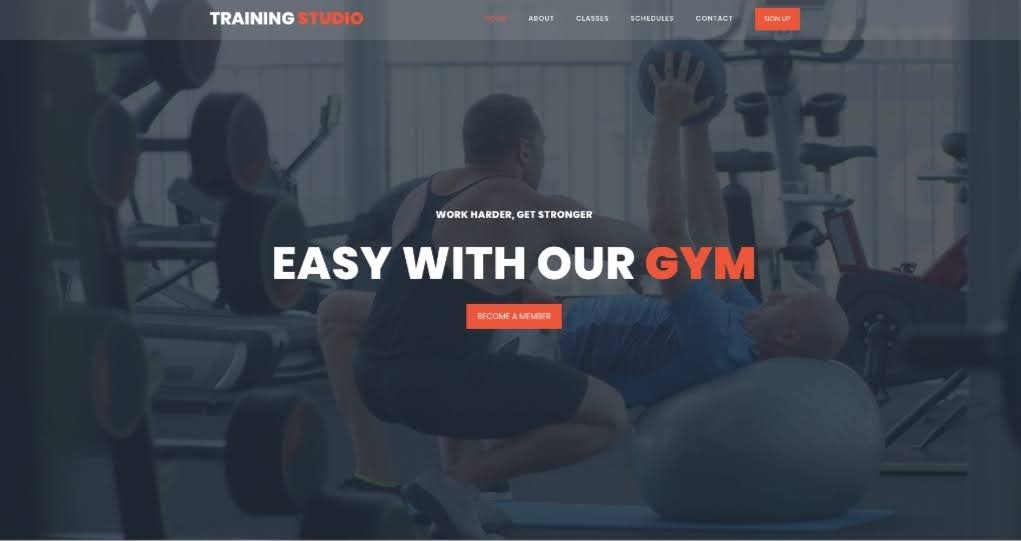 TRAINING STUDIO
HOME ABOUT CLASSES SCHEDULES CONTACT SIGN UP
WORK HARDER, GET STRONGER
EASY WITH OUR GYM
BECOME A MEMBER